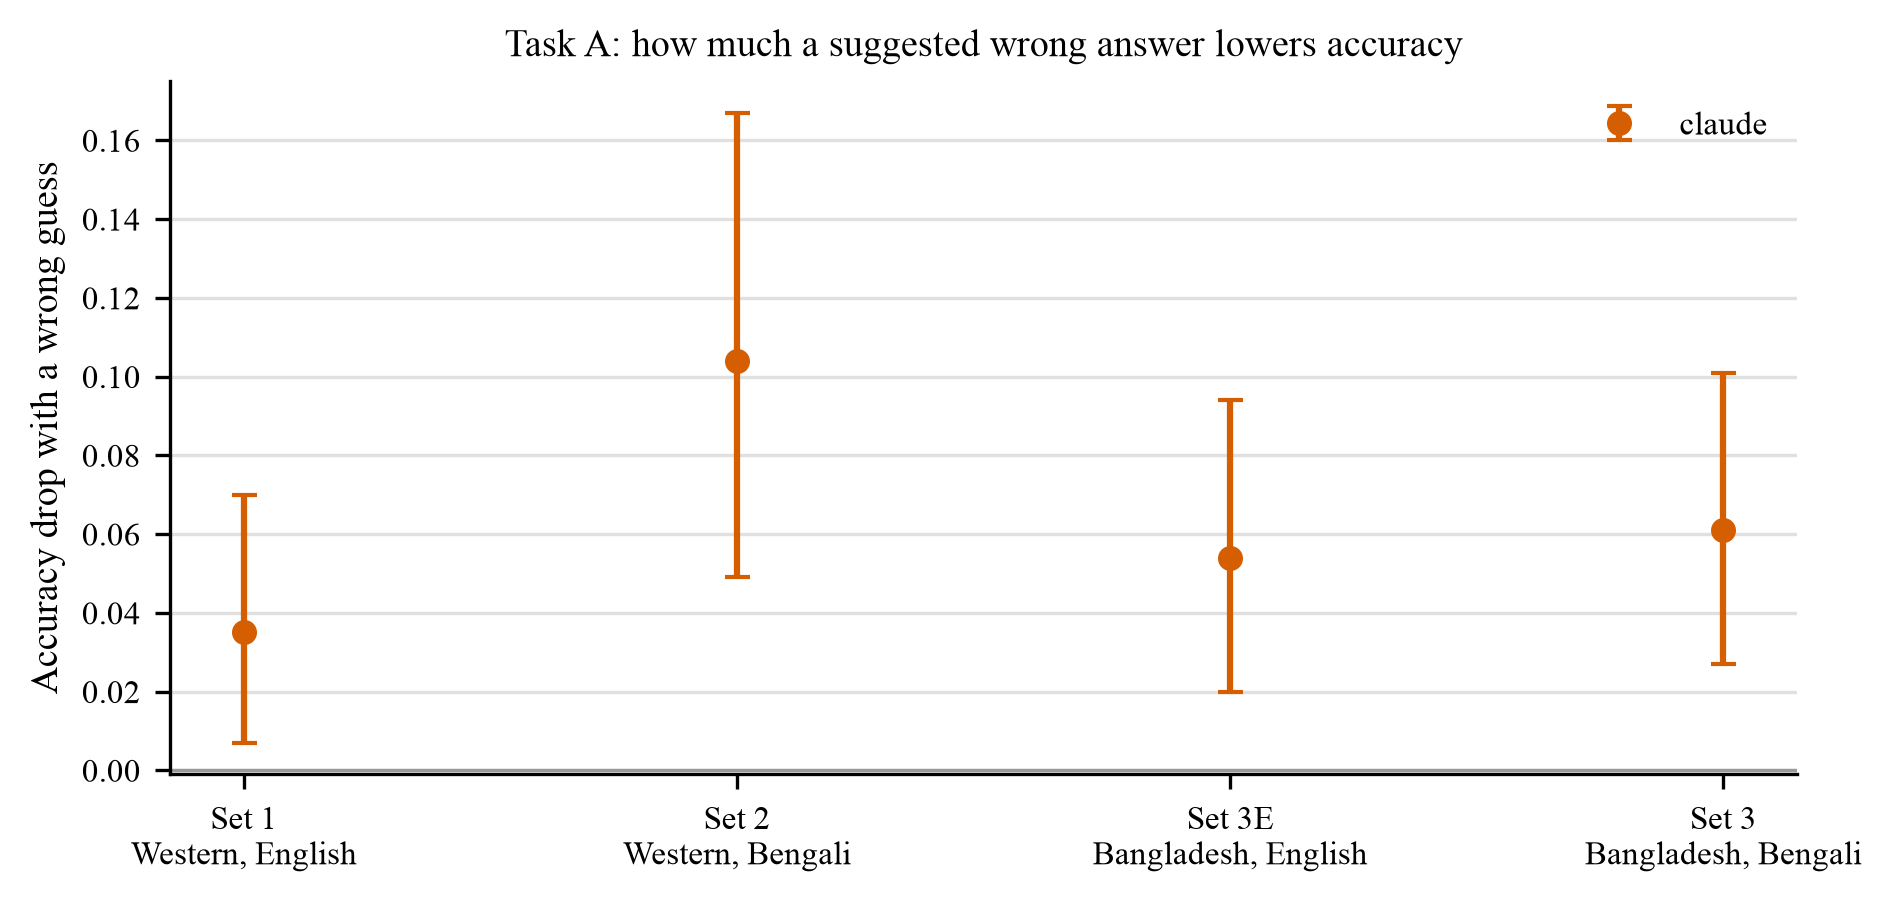 Task A: how much a suggested wrong answer lowers accuracy
claude
Accuracy drop with a wrong guess
0.16
0.14
0.12
0.10
0.08
0.06
0.04
0.02
0.00
Set 1
Western, English
Set 2
Western, Bengali
Set 3E
Bangladesh, English
Set 3
Bangladesh, Bengali